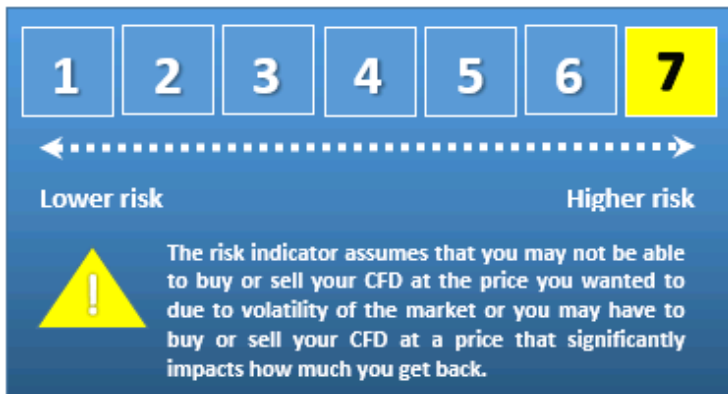 1 2 3 4 5 6 7
Lower risk Higher risk
!
The risk indicator assumes that you may not be able
to buy or sell your CFD at the price you wanted to
due to volatility of the market or you may have to
buy or sell your CFD at a price that significantly
impacts how much you get back.